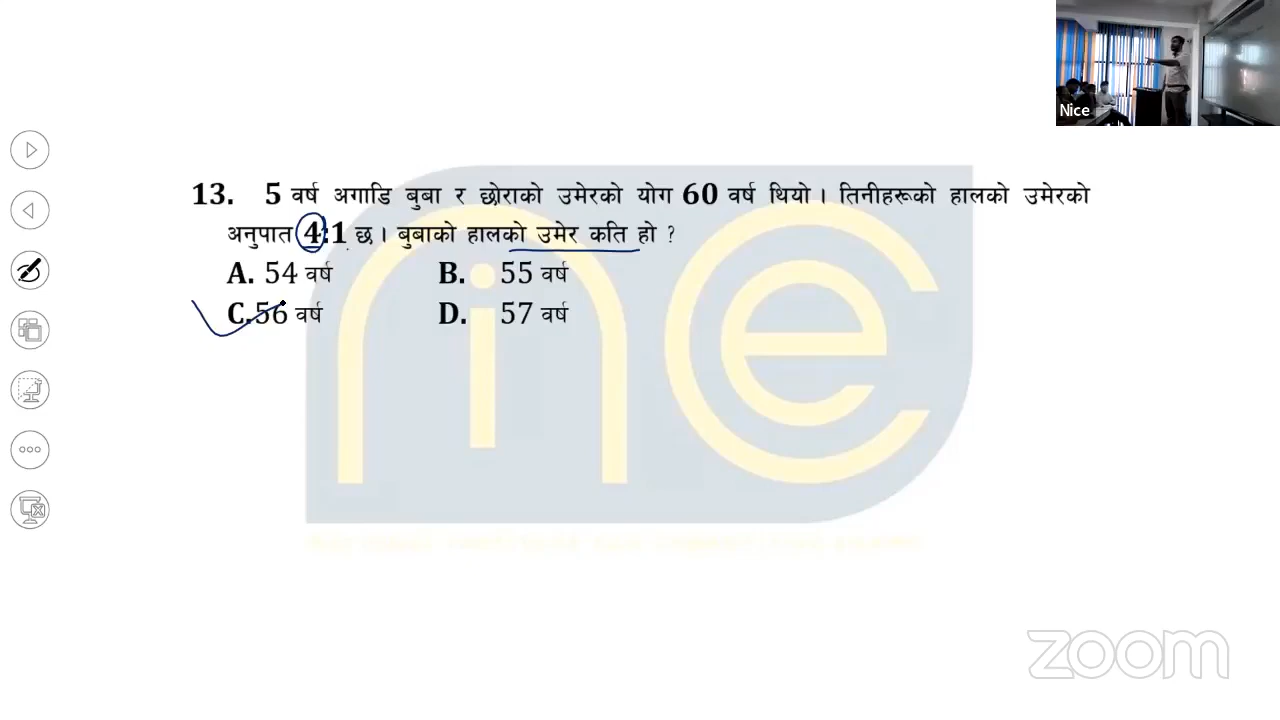 Nice
13. 5 वर्ष अगाडि बुबा र छोराको उमेरको योग 60 वर्ष थियो । तिनीहरूको हालको उमेरको
अनुपात 4:1 छ । बुबाको हालको उमेर कति हो ?
A. 54 वर्ष B. 55 वर्ष
C.56 वर्ष D. 57 वर्ष
zoom